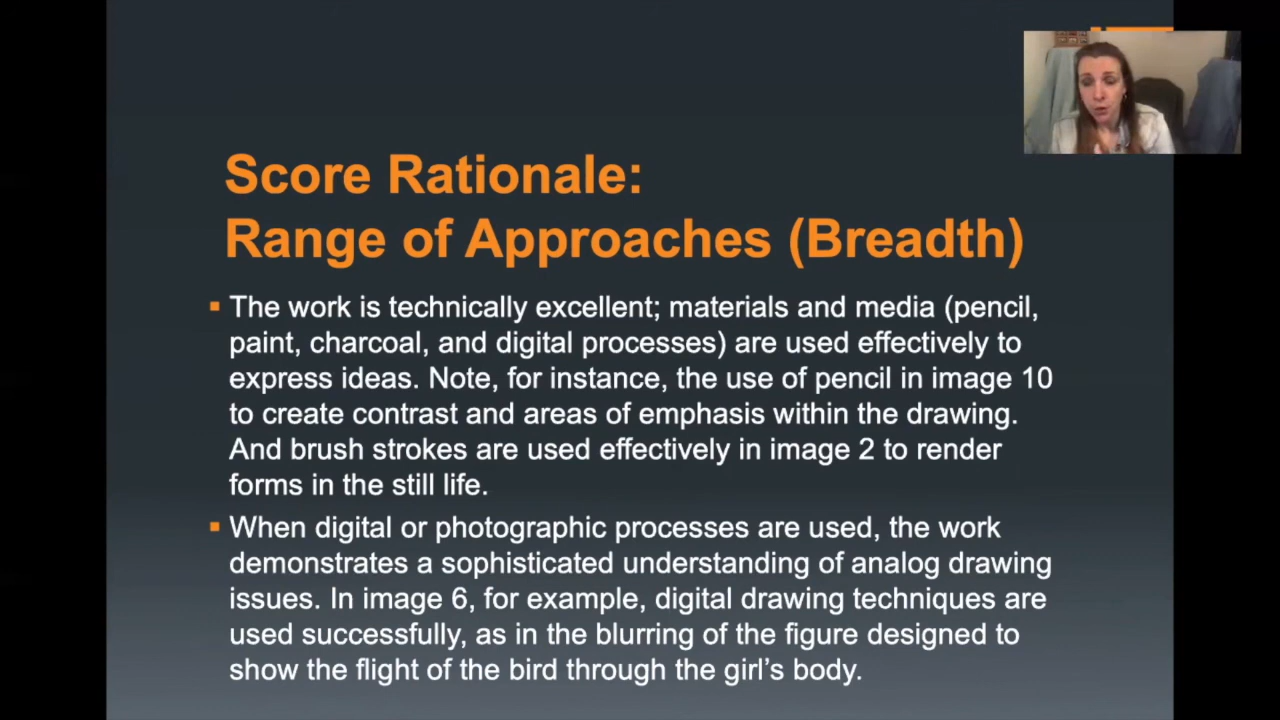 Score Rationale:
Range of Approaches (Breadth)
▪ The work is technically excellent; materials and media (pencil,
paint, charcoal, and digital processes) are used effectively to
express ideas. Note, for instance, the use of pencil in image 10
to create contrast and areas of emphasis within the drawing.
And brush strokes are used effectively in image 2 to render
forms in the still life.
▪ When digital or photographic processes are used, the work
demonstrates a sophisticated understanding of analog drawing
issues. In image 6, for example, digital drawing techniques are
used successfully, as in the blurring of the figure designed to
show the flight of the bird through the girl’s body.